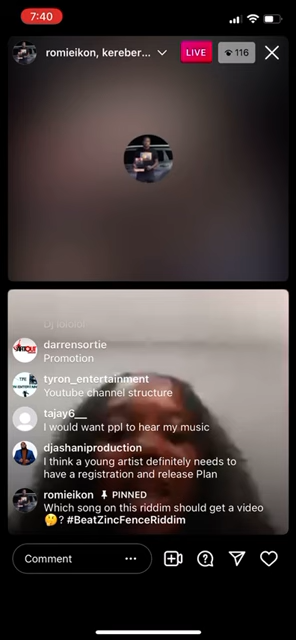 7:40
romieikon, kereber...
LIVE
116
darrensortie
Promotion
tyron_entertainment
Youtube channel structure
tajay6__
I would want ppl to hear my music
djashaniproduction
I think a young artist definitely needs to
have a registration and release Plan
romieikon PINNED
Which song on this riddim should get a video
🤔? #BeatZincFenceRiddim
Comment